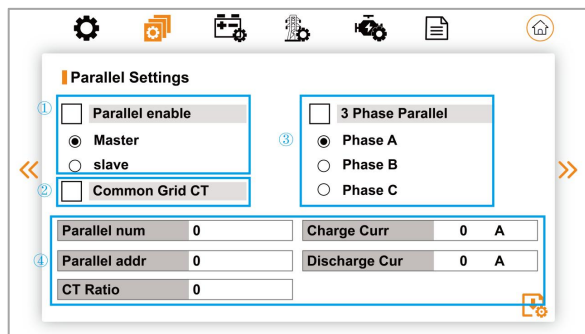 Parallel Settings
① Parallel enable
Master
slave
② Common Grid CT
③ 3 Phase Parallel
Phase A
Phase B
Phase C
④
Parallel num 0 Charge Curr 0 A
Parallel addr 0 Discharge Cur 0 A
CT Ratio 0